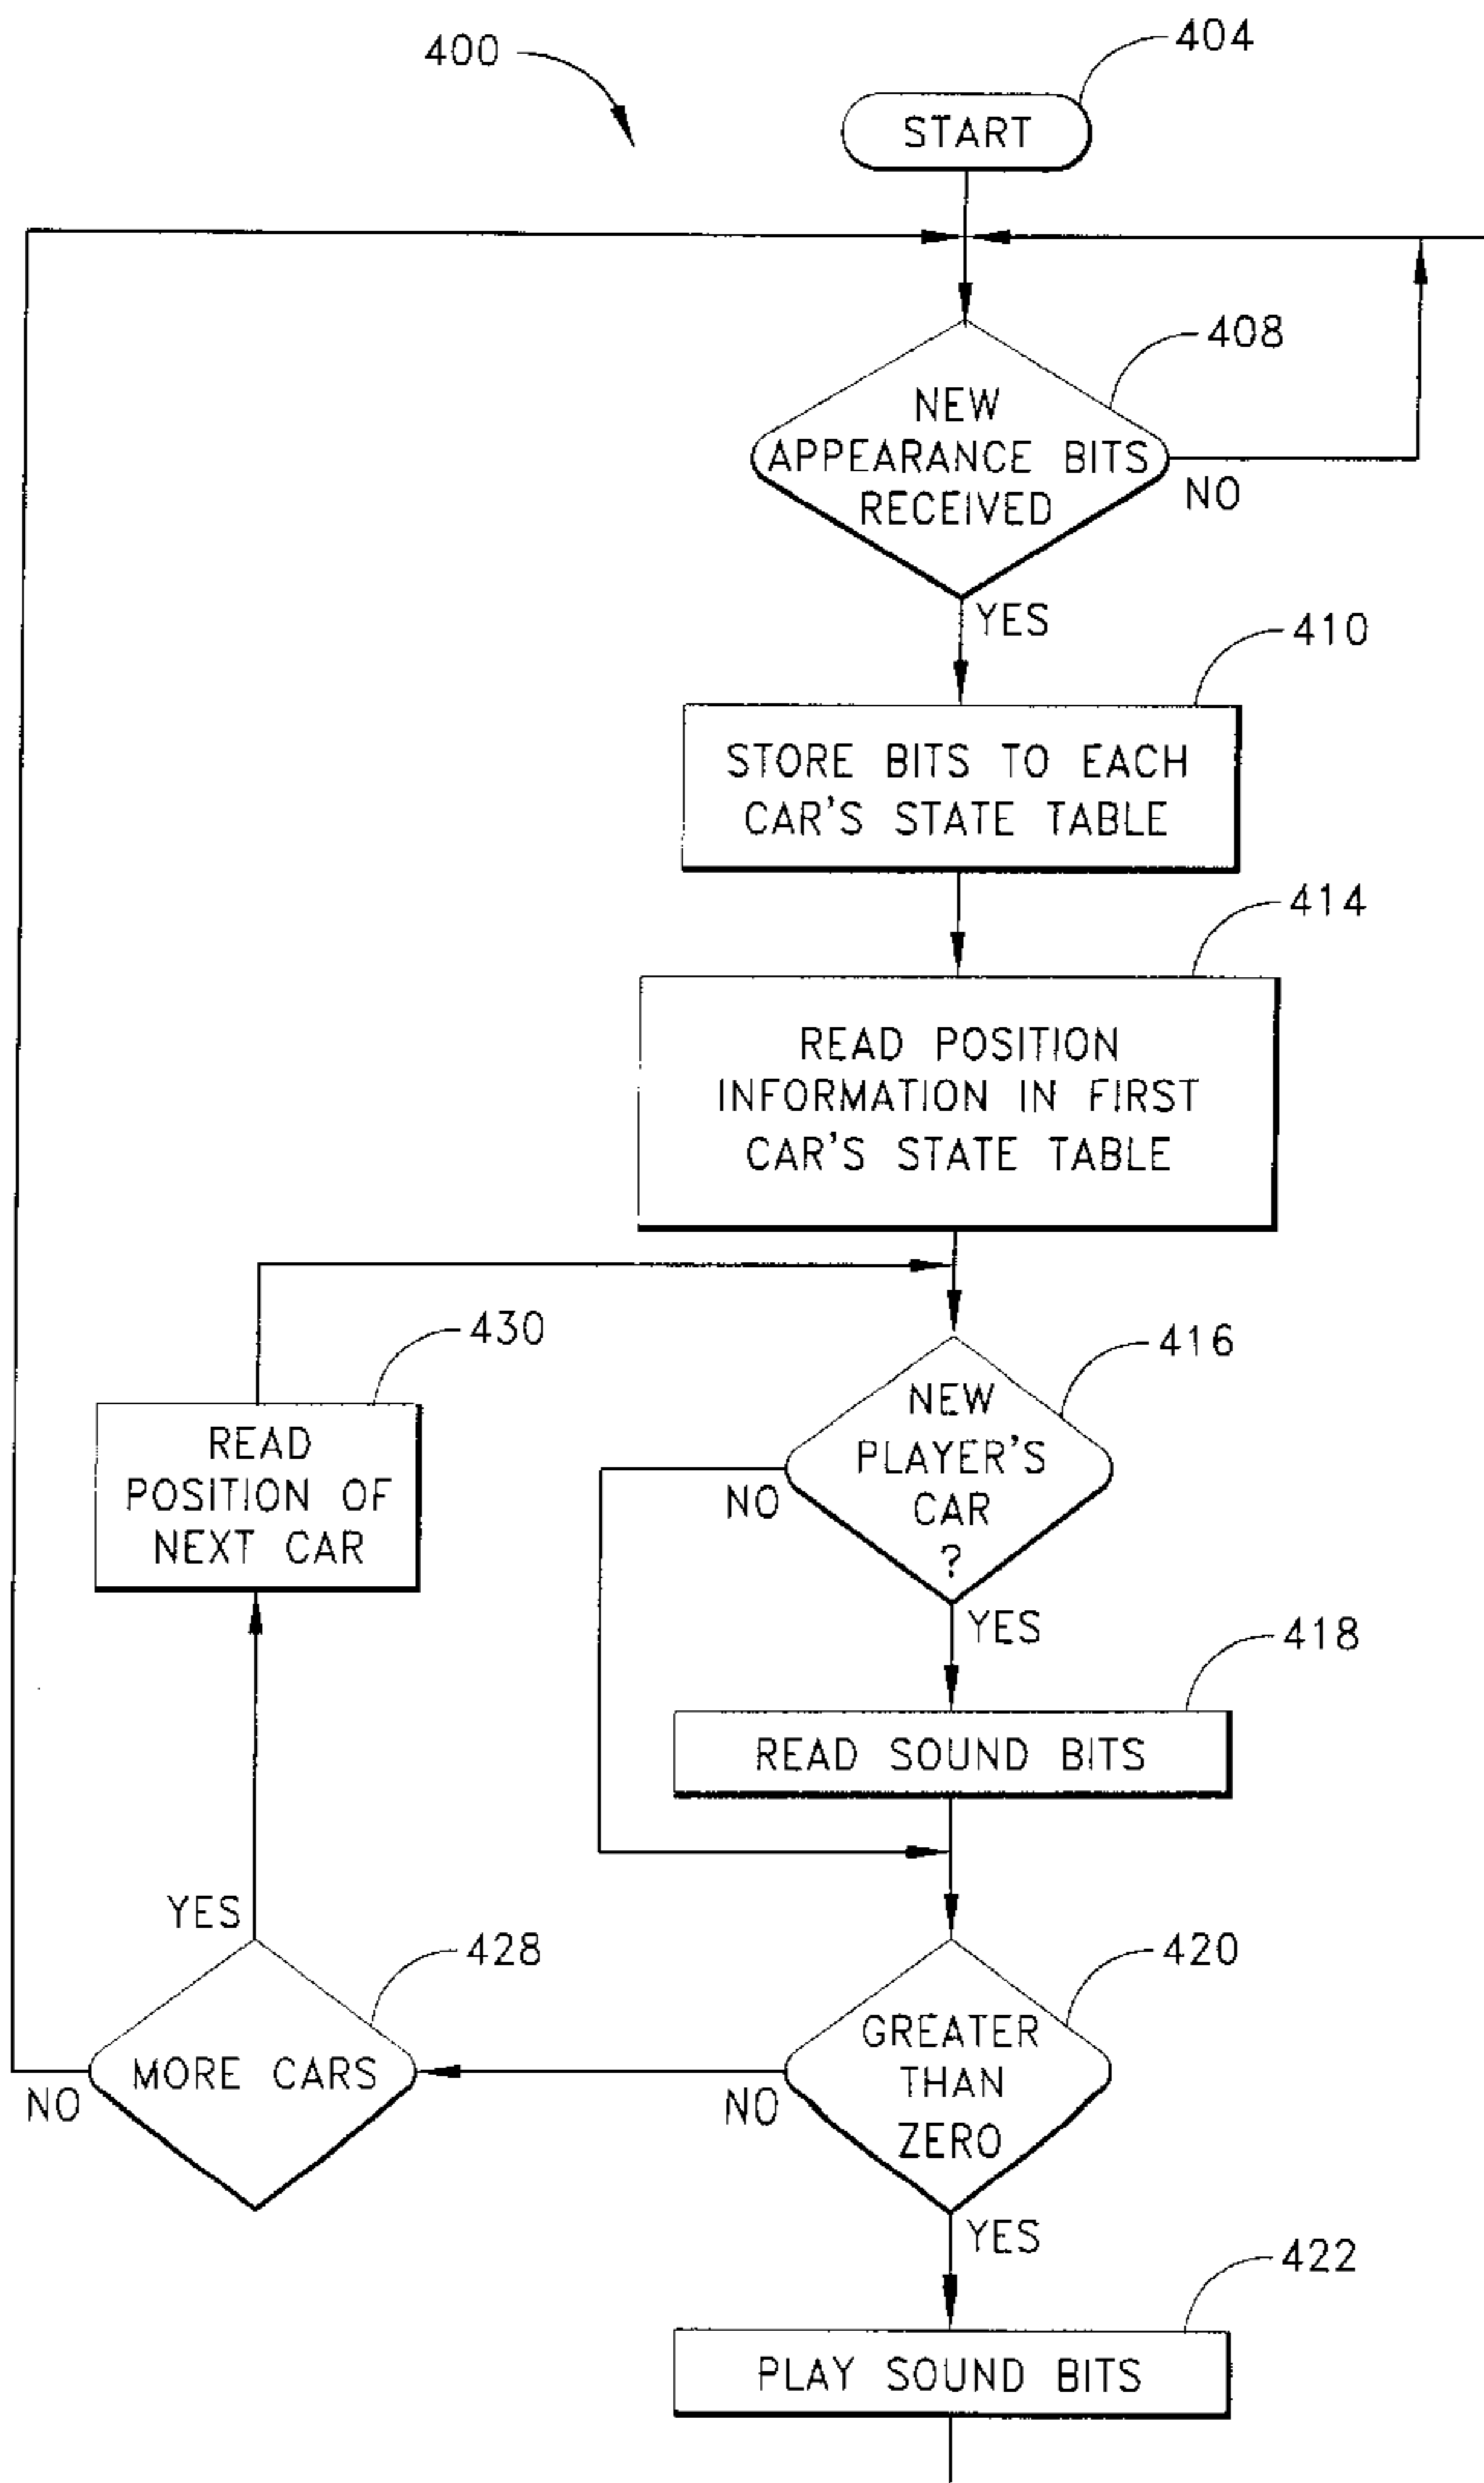 400
404
START
408
NEW
APPEARANCE BITS
RECEIVED
NO
YES
410
STORE BITS TO EACH
CAR'S STATE TABLE
414
READ POSITION
INFORMATION IN FIRST
CAR'S STATE TABLE
430
READ
POSITION OF
NEXT CAR
416
NEW
PLAYER'S
CAR
?
NO
YES
418
READ SOUND BITS
YES
428
MORE CARS
NO
420
GREATER
THAN
ZERO
NO
YES
422
PLAY SOUND BITS